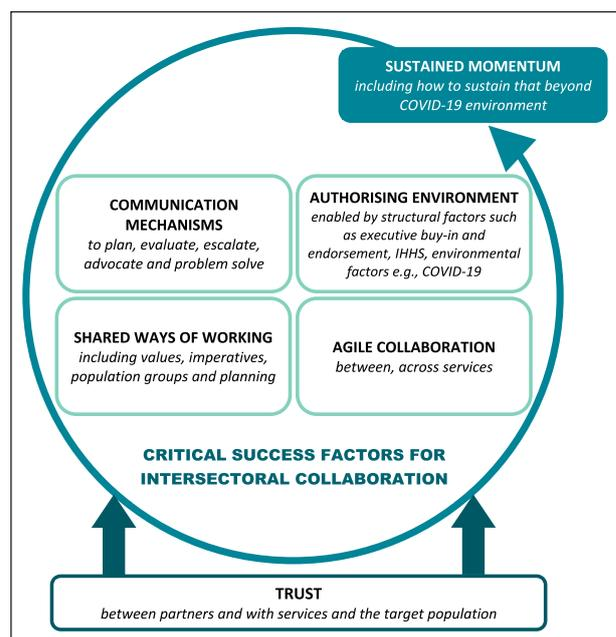 SUSTAINED MOMENTUM
including how to sustain that beyond
COVID-19 environment
COMMUNICATION
MECHANISMS
to plan, evaluate, escalate,
advocate and problem solve
AUTHORISING ENVIRONMENT
enabled by structural factors such
as executive buy-in and
endorsement, IHHS, environmental
factors e.g., COVID-19
SHARED WAYS OF WORKING
including values, imperatives,
population groups and planning
AGILE COLLABORATION
between, across services
CRITICAL SUCCESS FACTORS FOR
INTERSECTORAL COLLABORATION
TRUST
between partners and with services and the target population